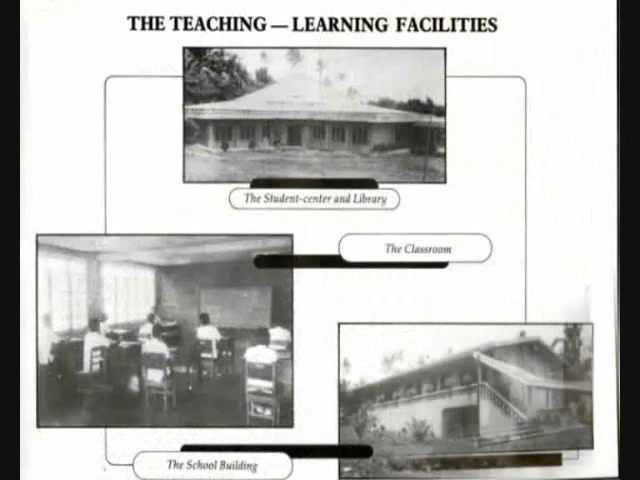 THE TEACHING — LEARNING FACILITIES
The Student-center and Library
The Classroom
The School Building